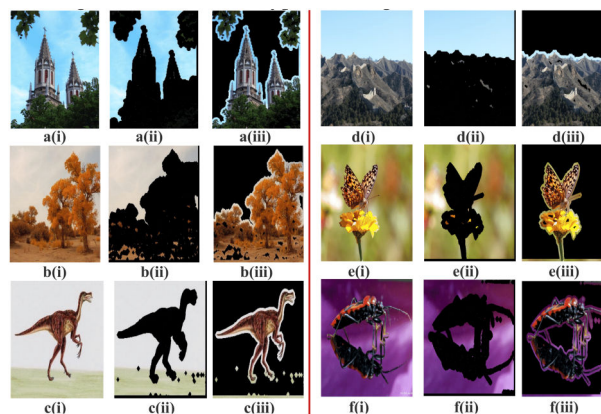 a(i) a(ii) a(iii)
b(i) b(ii) b(iii)
c(i) c(ii) c(iii)
d(i) d(ii) d(iii)
e(i) e(ii) e(iii)
f(i) f(ii) f(iii)